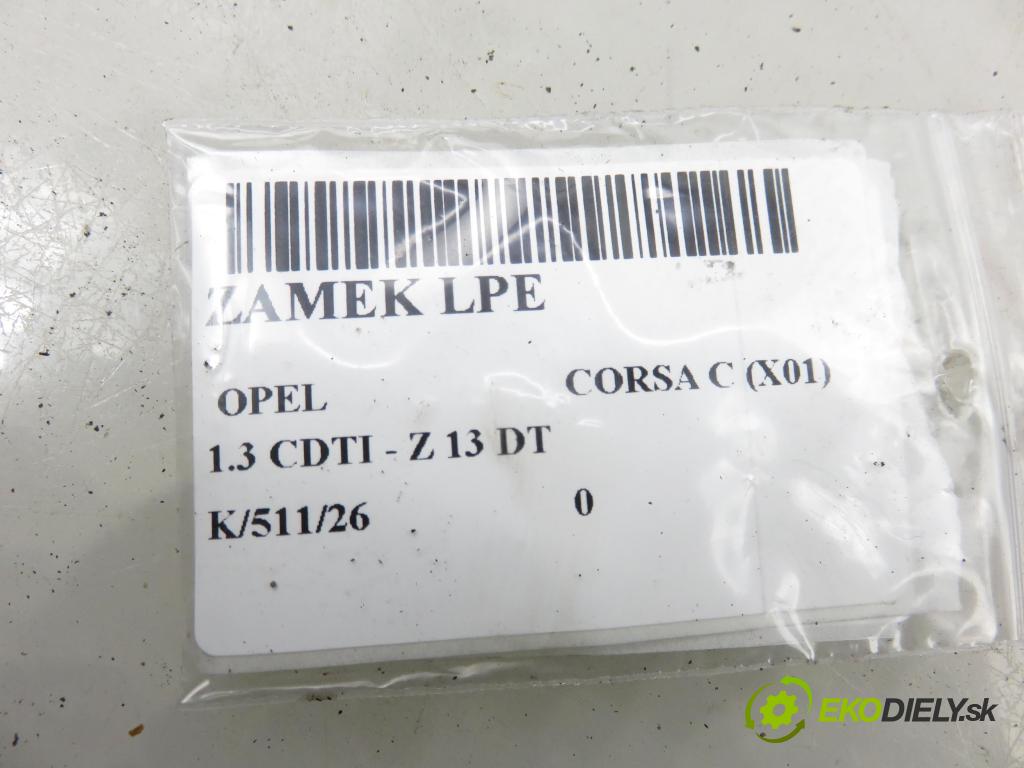 ZAMEK LPE
OPEL CORSA C (X01)
1.3 CDTI - Z 13 DT
K/511/26 0
EKODIELY.sk